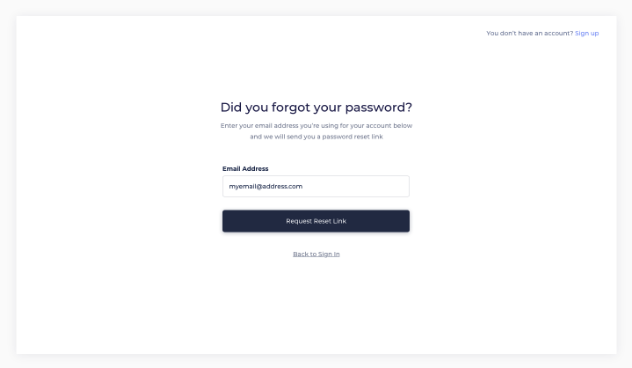 You don't have an account? Sign up
Did you forgot your password?
Enter your email address you're using for your account below
and we will send you a password reset link
Email Address
myemail@address.com
Request Reset Link
Back to Sign In